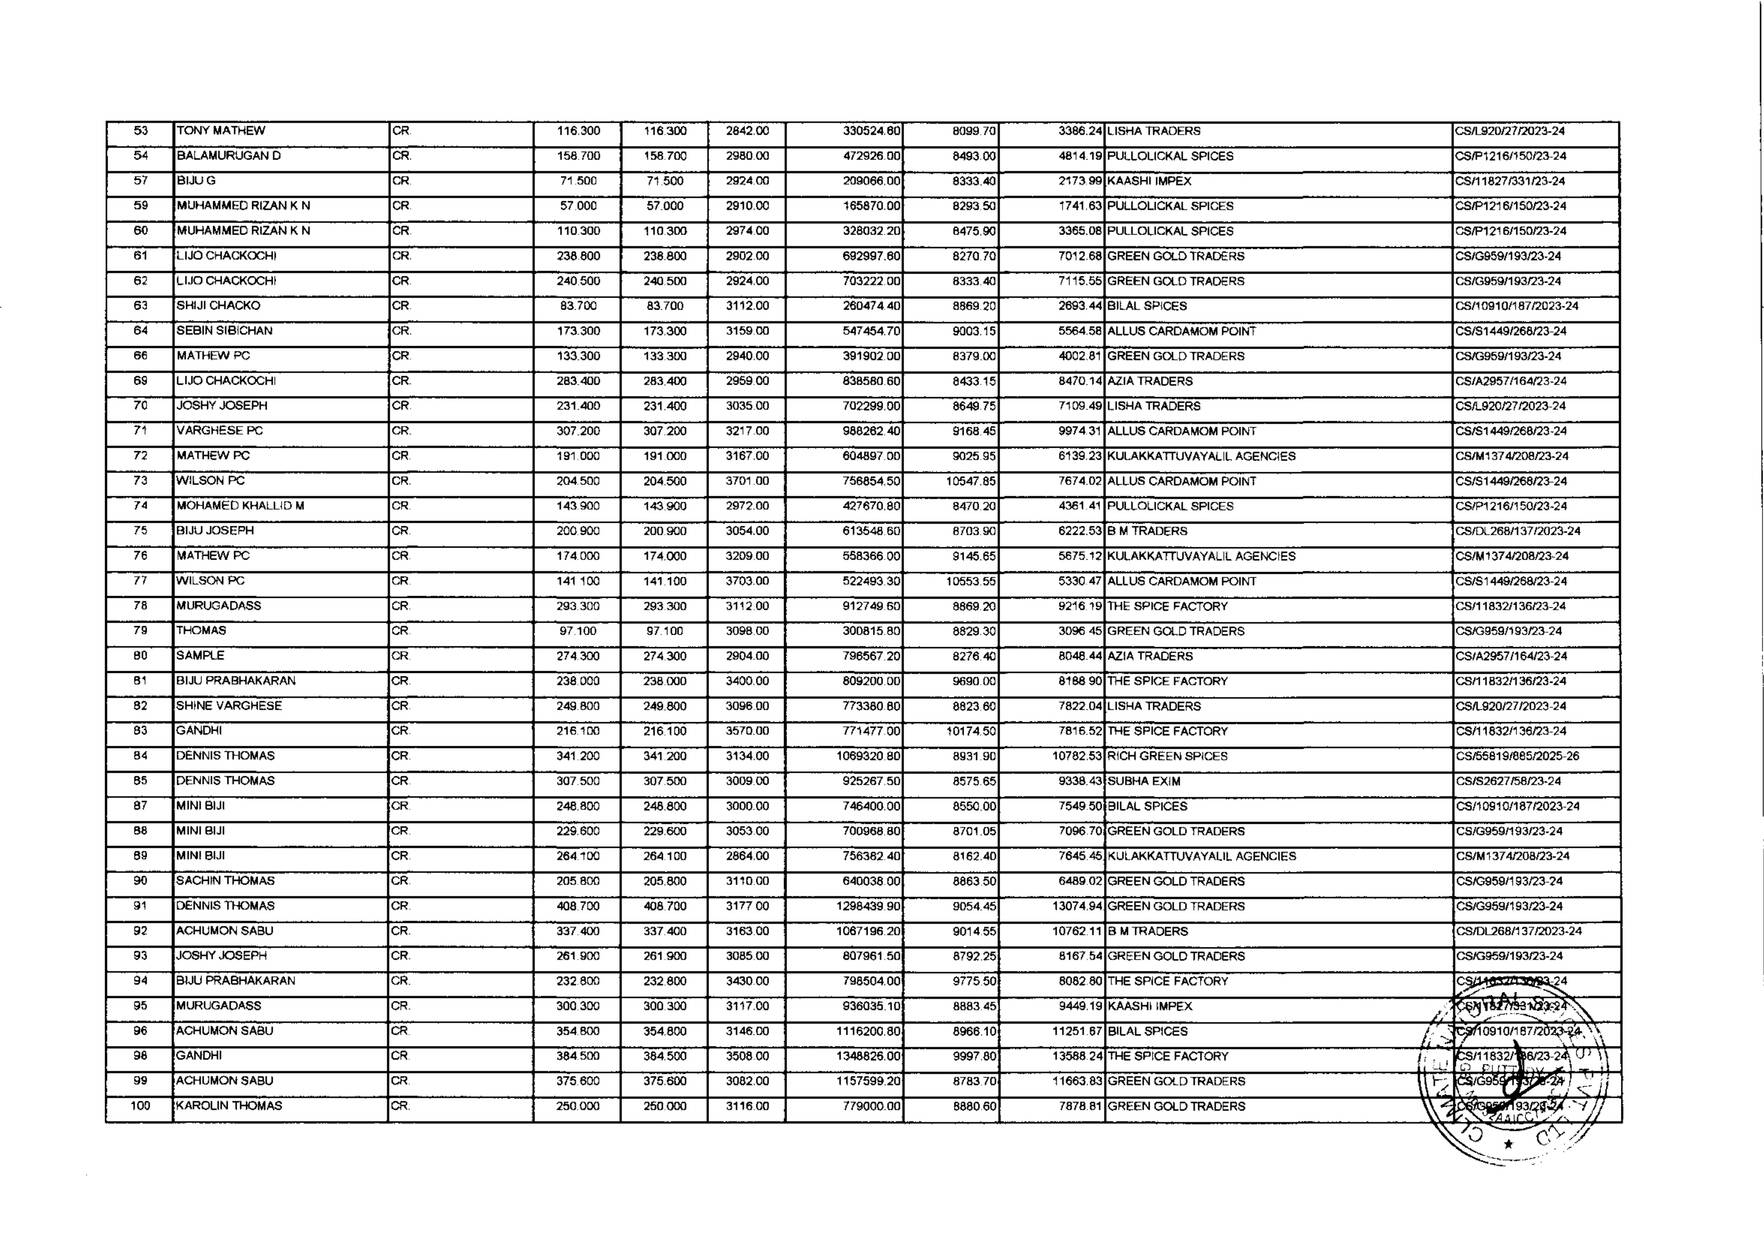 53 TONY MATHEW CR. 116.300 116.300 2842.00 330524.60 8099.70 3386.24 LISHA TRADERS CS/L920/27/2023-24
54 BALAMURUGAN D CR. 158.700 158.700 2980.00 472926.00 8493.00 4814.19 PULLOLICKAL SPICES CS/P1216/150/23-24
57 BIJU G CR. 71.500 71.500 2924.00 209066.00 8333.40 2173.99 KAASHI IMPEX CS/11827/331/23-24
59 MUHAMMED RIZAN K N CR. 57.000 57.000 2910.00 165870.00 8293.50 1741.63 PULLOLICKAL SPICES CS/P1216/150/23-24
60 MUHAMMED RIZAN K N CR. 110.300 110.300 2974.00 328032.20 8475.90 3365.08 PULLOLICKAL SPICES CS/P1216/150/23-24
61 LIJO CHACKOCHI CR. 238.800 238.800 2902.00 692997.60 8270.70 7012.68 GREEN GOLD TRADERS CS/G959/193/23-24
62 LIJO CHACKOCHI CR. 240.500 240.500 2924.00 703222.00 8333.40 7115.55 GREEN GOLD TRADERS CS/G959/193/23-24
63 SHIJI CHACKO CR. 83.700 83.700 3112.00 260474.40 8869.20 2693.44 BILAL SPICES CS/10910/187/2023-24
64 SEBIN SIBICHAN CR. 173.300 173.300 3159.00 547454.70 9003.15 5564.58 ALLUS CARDAMOM POINT CS/S1449/268/23-24
66 MATHEW PC CR. 133.300 133.300 2940.00 391902.00 8379.00 4002.81 GREEN GOLD TRADERS CS/G959/193/23-24
69 LIJO CHACKOCHI CR. 283.400 283.400 2959.00 838580.60 8433.15 8470.14 AZIA TRADERS CS/A2957/164/23-24
70 JOSHY JOSEPH CR. 231.400 231.400 3035.00 702299.00 8649.75 7109.49 LISHA TRADERS CS/L920/27/2023-24
71 VARGHESE PC CR. 307.200 307.200 3217.00 988262.40 9168.45 9974.31 ALLUS CARDAMOM POINT CS/S1449/268/23-24
72 MATHEW PC CR. 191.000 191.000 3167.00 604897.00 9025.95 6139.23 KULAKKATTUVAYALIL AGENCIES CS/M1374/208/23-24
73 WILSON PC CR. 204.500 204.500 3701.00 756854.50 10547.85 7674.02 ALLUS CARDAMOM POINT CS/S1449/268/23-24
74 MOHAMED KHALLID M CR. 143.900 143.900 2972.00 427670.80 8470.20 4361.41 PULLOLICKAL SPICES CS/P1216/150/23-24
75 BIJU JOSEPH CR. 200.900 200.900 3054.00 613548.60 8703.90 6222.53 B M TRADERS CS/DL268/137/2023-24
76 MATHEW PC CR. 174.000 174.000 3209.00 558366.00 9145.65 5675.12 KULAKKATTUVAYALIL AGENCIES CS/M1374/208/23-24
77 WILSON PC CR. 141.100 141.100 3703.00 522493.30 10553.55 5330.47 ALLUS CARDAMOM POINT CS/S1449/268/23-24
78 MURUGADASS CR. 293.300 293.300 3112.00 912749.60 8869.20 9216.19 THE SPICE FACTORY CS/11832/136/23-24
79 THOMAS CR. 97.100 97.100 3098.00 300815.80 8829.30 3096.45 GREEN GOLD TRADERS CS/G959/193/23-24
80 SAMPLE CR. 274.300 274.300 2904.00 796567.20 8276.40 8048.44 AZIA TRADERS CS/A2957/164/23-24
81 BIJU PRABHAKARAN CR. 238.000 238.000 3400.00 809200.00 9690.00 8188.90 THE SPICE FACTORY CS/11832/136/23-24
82 SHINE VARGHESE CR. 249.800 249.800 3096.00 773380.80 8823.60 7822.04 LISHA TRADERS CS/L920/27/2023-24
83 GANDHI CR. 216.100 216.100 3570.00 771477.00 10174.50 7816.52 THE SPICE FACTORY CS/11832/136/23-24
84 DENNIS THOMAS CR. 341.200 341.200 3134.00 1069320.80 8931.90 10782.53 RICH GREEN SPICES CS/55819/885/2025-26
85 DENNIS THOMAS CR. 307.500 307.500 3009.00 925267.50 8575.65 9338.43 SUBHA EXIM CS/S2627/58/23-24
87 MINI BIJI CR. 248.800 248.800 3000.00 746400.00 8550.00 7549.50 BILAL SPICES CS/10910/187/2023-24
88 MINI BIJI CR. 229.600 229.600 3053.00 700968.80 8701.05 7096.70 GREEN GOLD TRADERS CS/G959/193/23-24
89 MINI BIJI CR. 264.100 264.100 2864.00 756382.40 8162.40 7645.45 KULAKKATTUVAYALIL AGENCIES CS/M1374/208/23-24
90 SACHIN THOMAS CR. 205.800 205.800 3110.00 640038.00 8863.50 6489.02 GREEN GOLD TRADERS CS/G959/193/23-24
91 DENNIS THOMAS CR. 408.700 408.700 3177.00 1298439.90 9054.45 13074.94 GREEN GOLD TRADERS CS/G959/193/23-24
92 ACHUMON SABU CR. 337.400 337.400 3163.00 1067196.20 9014.55 10762.11 B M TRADERS CS/DL268/137/2023-24
93 JOSHY JOSEPH CR. 261.900 261.900 3085.00 807961.50 8792.25 8167.54 GREEN GOLD TRADERS CS/G959/193/23-24
94 BIJU PRABHAKARAN CR. 232.800 232.800 3430.00 798504.00 9775.50 8082.80 THE SPICE FACTORY CS/11832/136/23-24
95 MURUGADASS CR. 300.300 300.300 3117.00 936035.10 8883.45 9449.19 KAASHI IMPEX CS/11827/331/23-24
96 ACHUMON SABU CR. 354.800 354.800 3146.00 1116200.80 8966.10 11251.67 BILAL SPICES CS/10910/187/2023-24
98 GANDHI CR. 384.500 384.500 3508.00 1348826.00 9997.80 13588.24 THE SPICE FACTORY CS/11832/136/23-24
99 ACHUMON SABU CR. 375.600 375.600 3082.00 1157599.20 8783.70 11663.83 GREEN GOLD TRADERS CS/G959/193/23-24
100 KAROLIN THOMAS CR. 250.000 250.000 3116.00 779000.00 8880.60 7878.81 GREEN GOLD TRADERS CS/G959/193/23-24